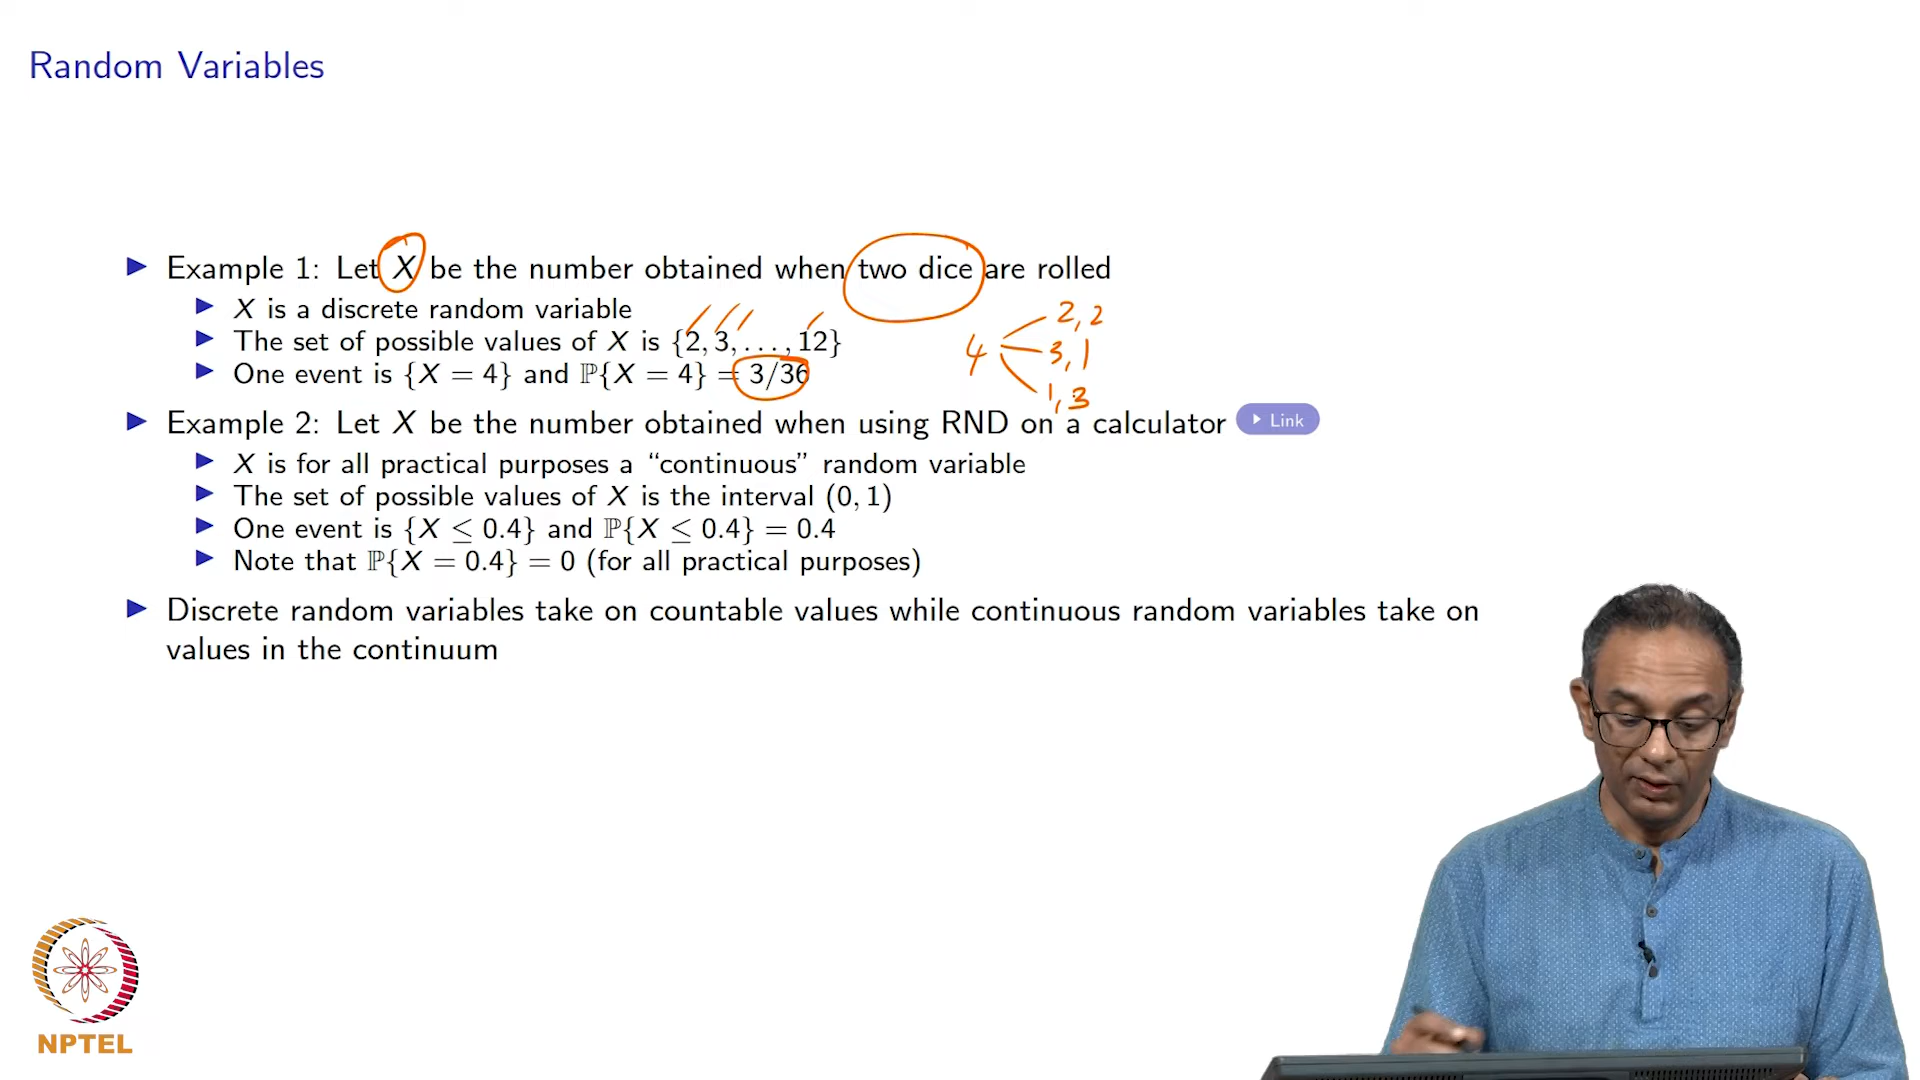 Random Variables
Example 1: Let X be the number obtained when two dice are rolled
X is a discrete random variable
The set of possible values of X is {2, 3, . . . , 12}
One event is {X = 4} and ℙ{X = 4} = 3/36
4
2, 2
3, 1
1, 3
Example 2: Let X be the number obtained when using RND on a calculator Link
X is for all practical purposes a “continuous” random variable
The set of possible values of X is the interval (0, 1)
One event is {X ≤ 0.4} and ℙ{X ≤ 0.4} = 0.4
Note that ℙ{X = 0.4} = 0 (for all practical purposes)
Discrete random variables take on countable values while continuous random variables take on
values in the continuum
NPTEL